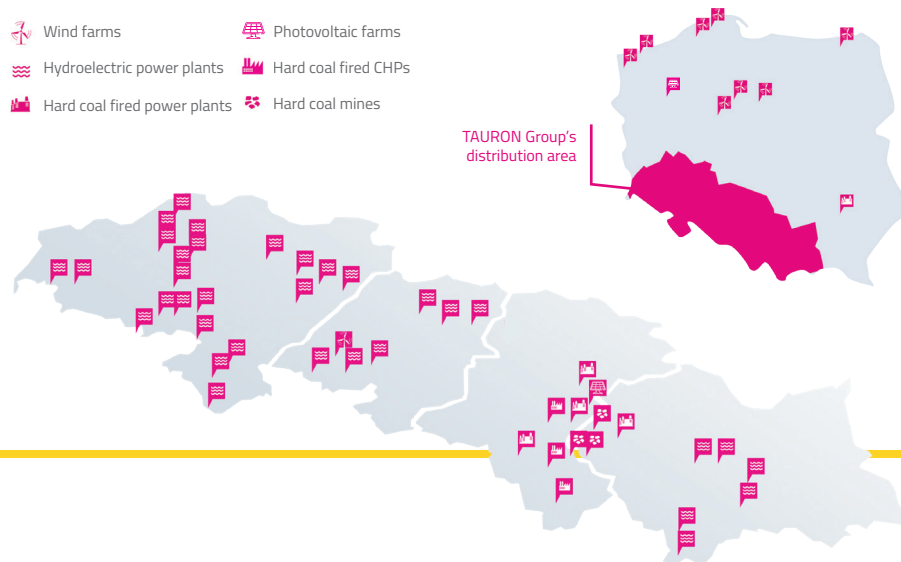 Wind farms
Photovoltaic farms
Hydroelectric power plants
Hard coal fired CHPs
Hard coal fired power plants
Hard coal mines
TAURON Group's
distribution area